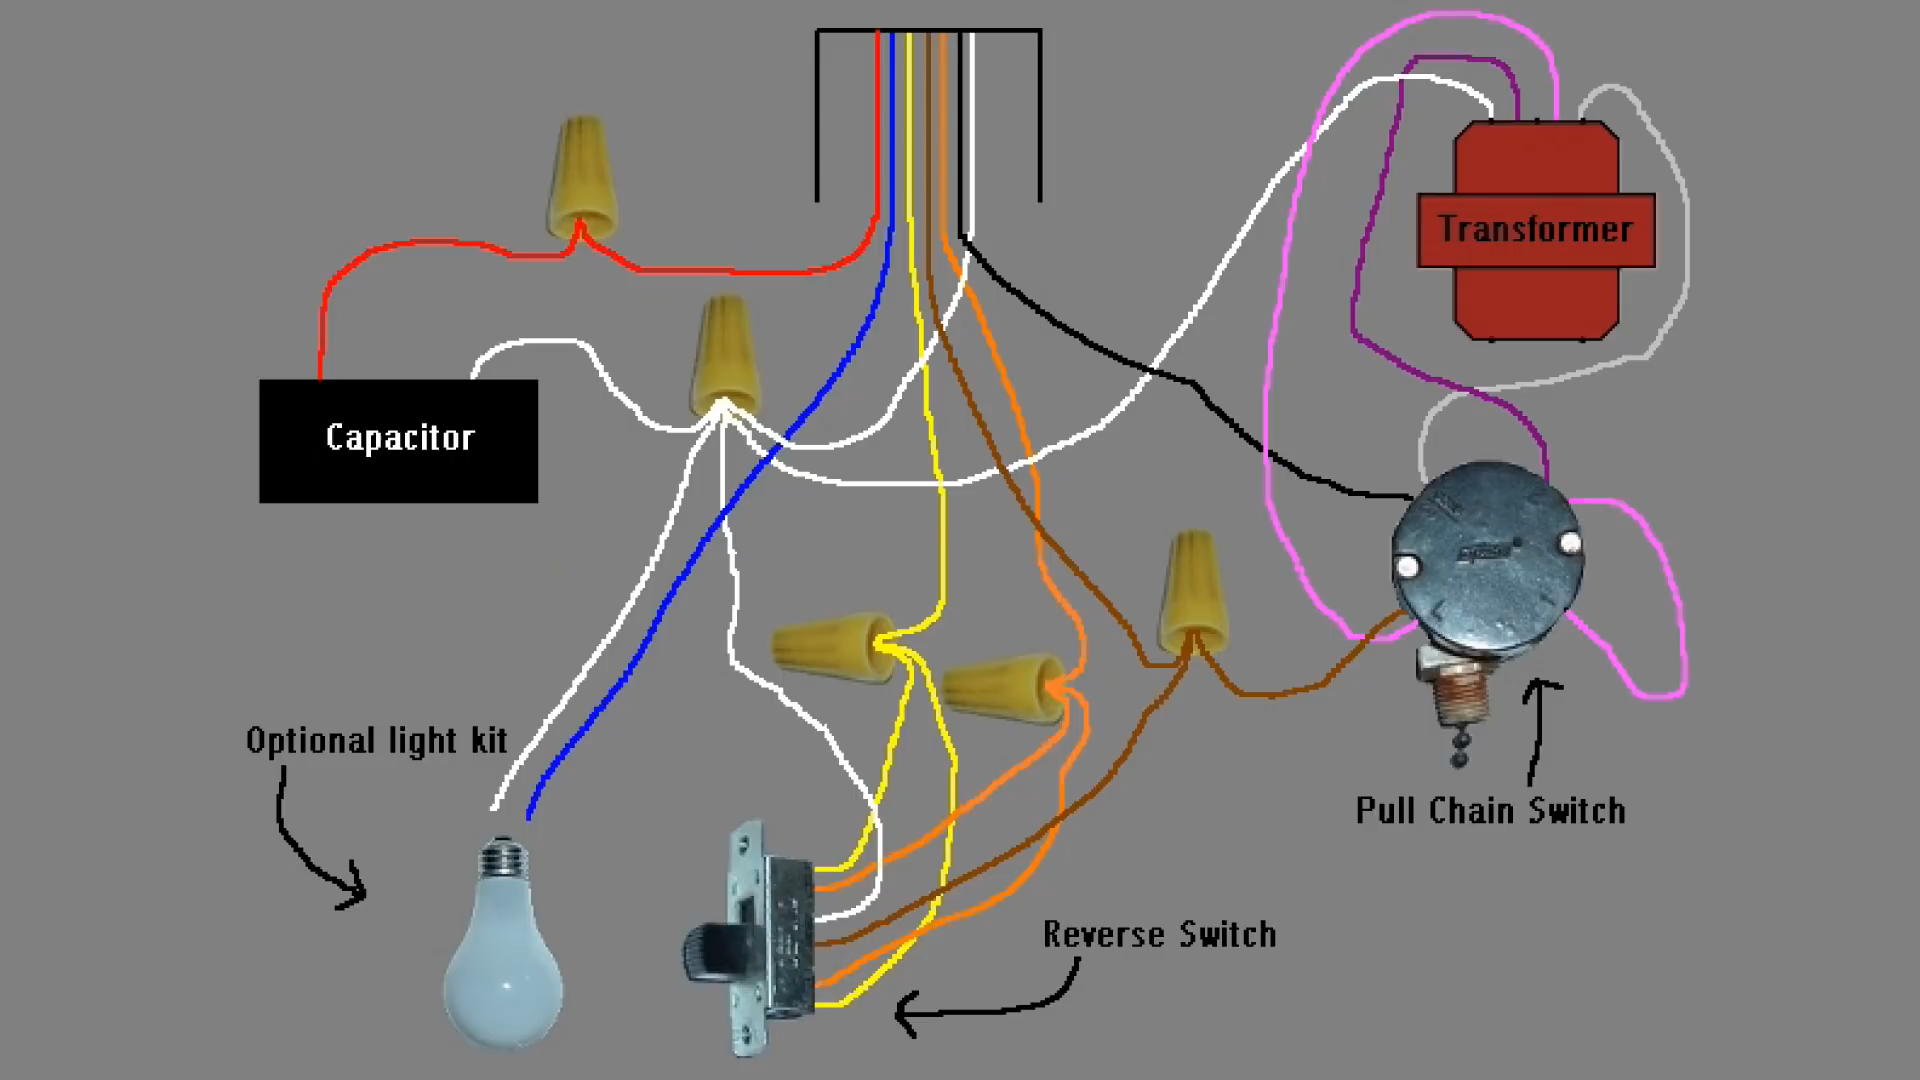 Transformer
Capacitor
Optional light kit
Pull Chain Switch
Reverse Switch
L